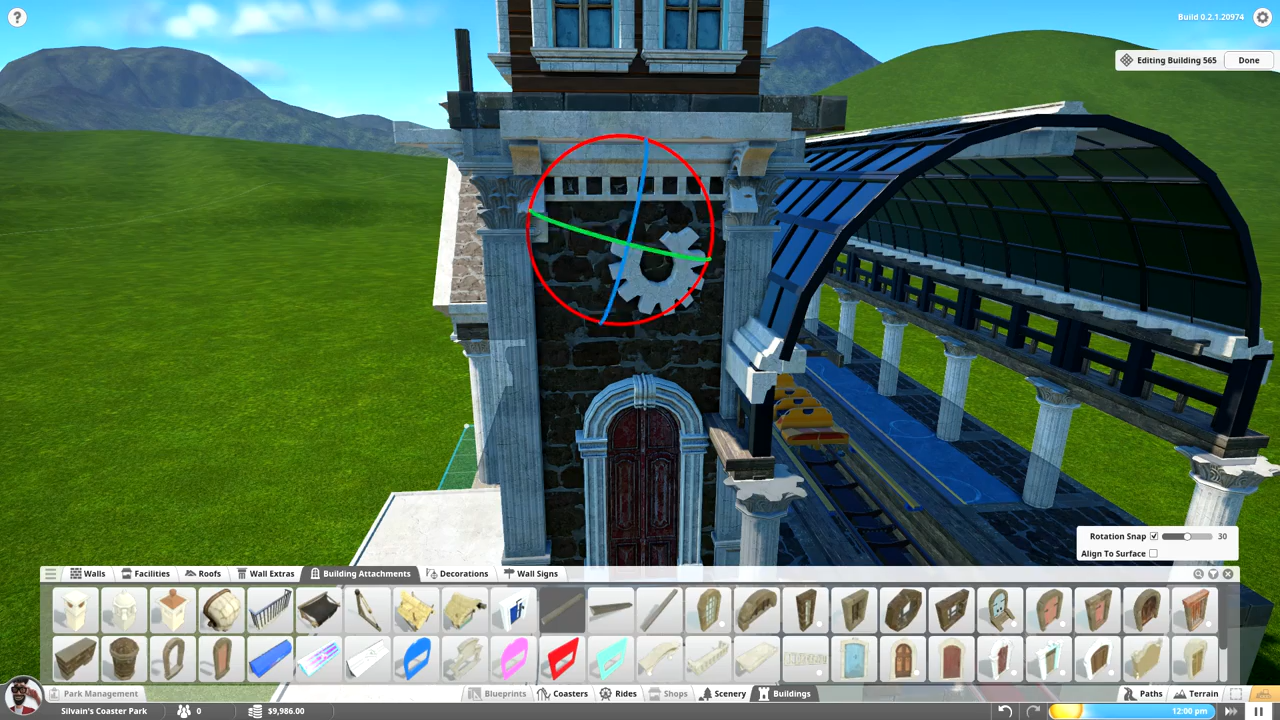 ?
Build 0.2.1.20974
Editing Building 565
Done
Rotation Snap 30
Align To Surface
Walls Facilities Roofs Wall Extras Building Attachments Decorations Wall Signs
Park Management Blueprints Coasters Rides Shops Scenery Buildings Paths Terrain
Silvain's Coaster Park 0 $9,986.00 12:00 pm